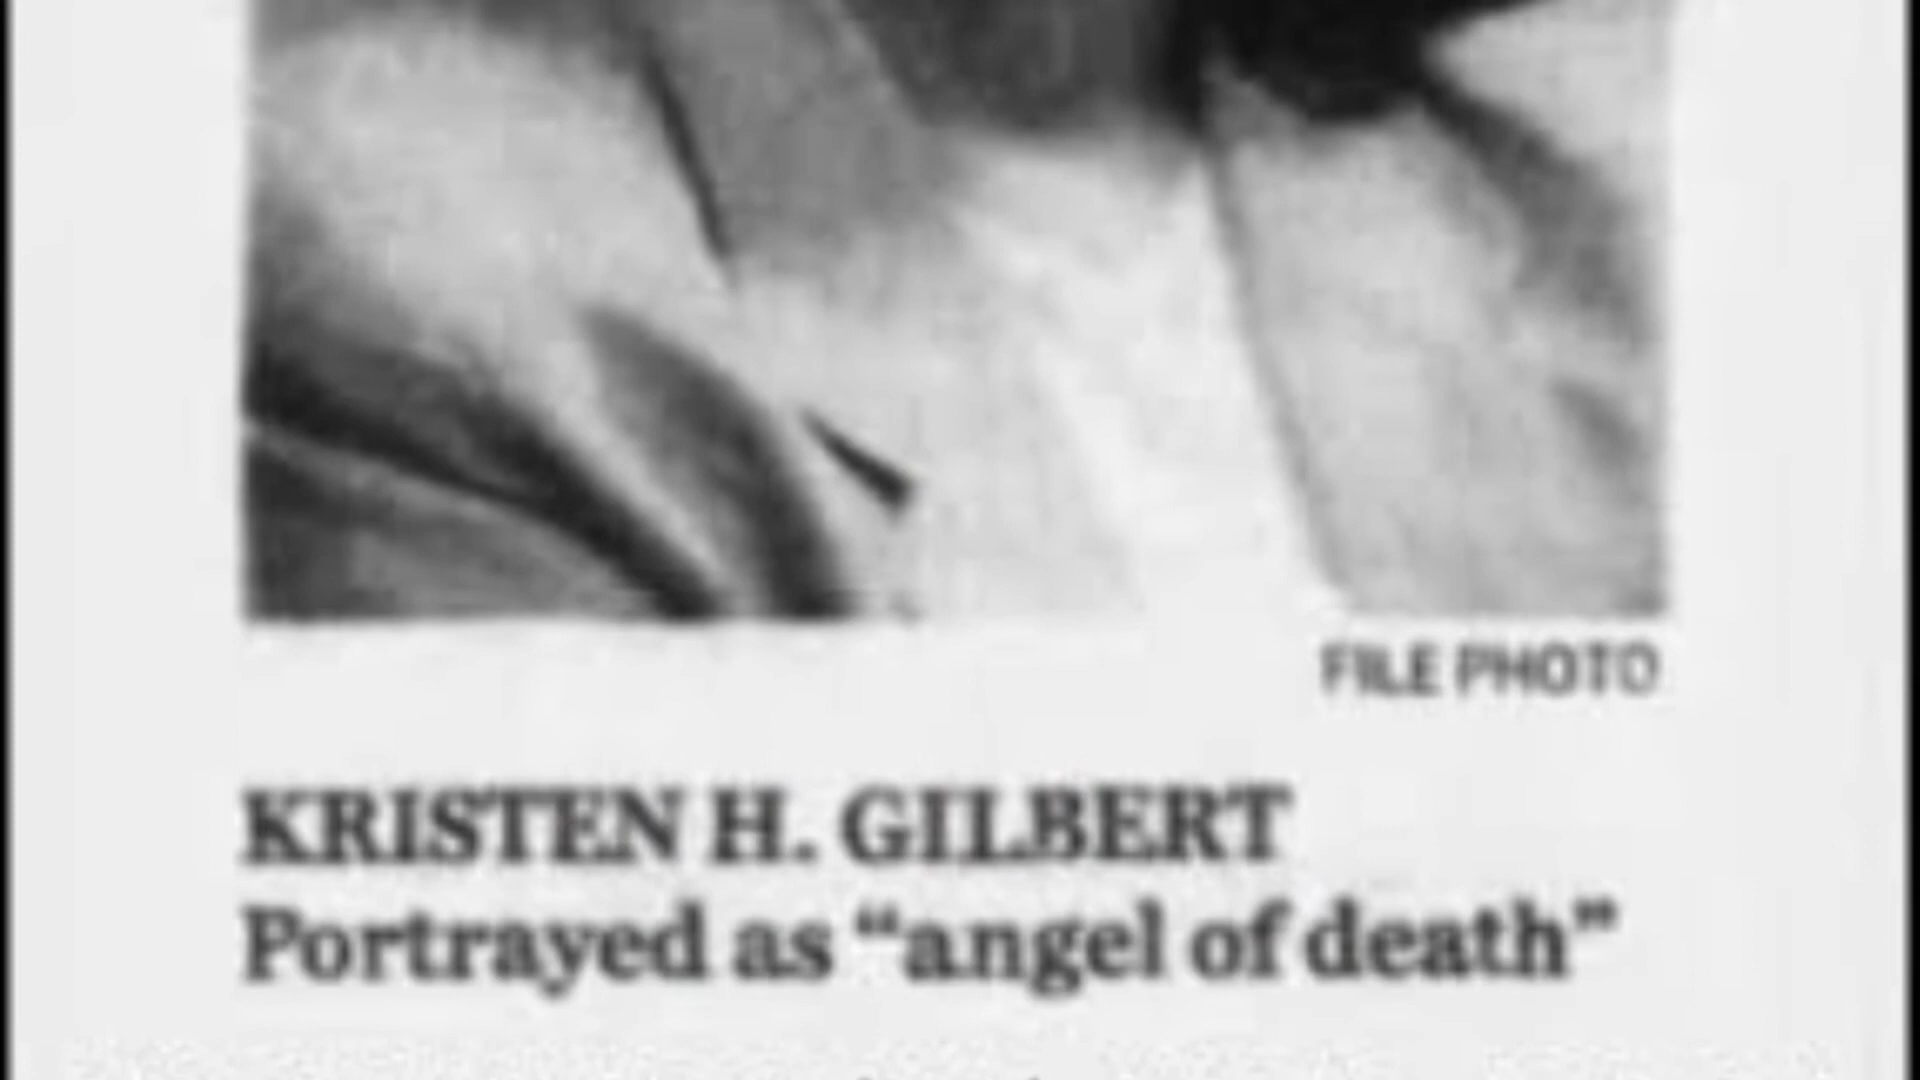 FILE PHOTO
KRISTEN H. GILBERT
Portrayed as “angel of death”